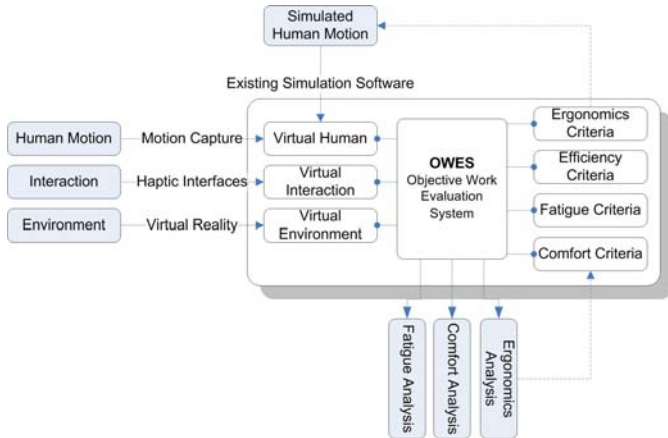 Simulated
Human Motion
Existing Simulation Software
Human Motion
Motion Capture
Virtual Human
Interaction
Haptic Interfaces
Virtual
Interaction
Environment
Virtual Reality
Virtual
Environment
OWES
Objective Work
Evaluation
System
Ergonomics
Criteria
Efficiency
Criteria
Fatigue Criteria
Comfort Criteria
Fatigue Analysis
Comfort Analysis
Ergonomics
Analysis